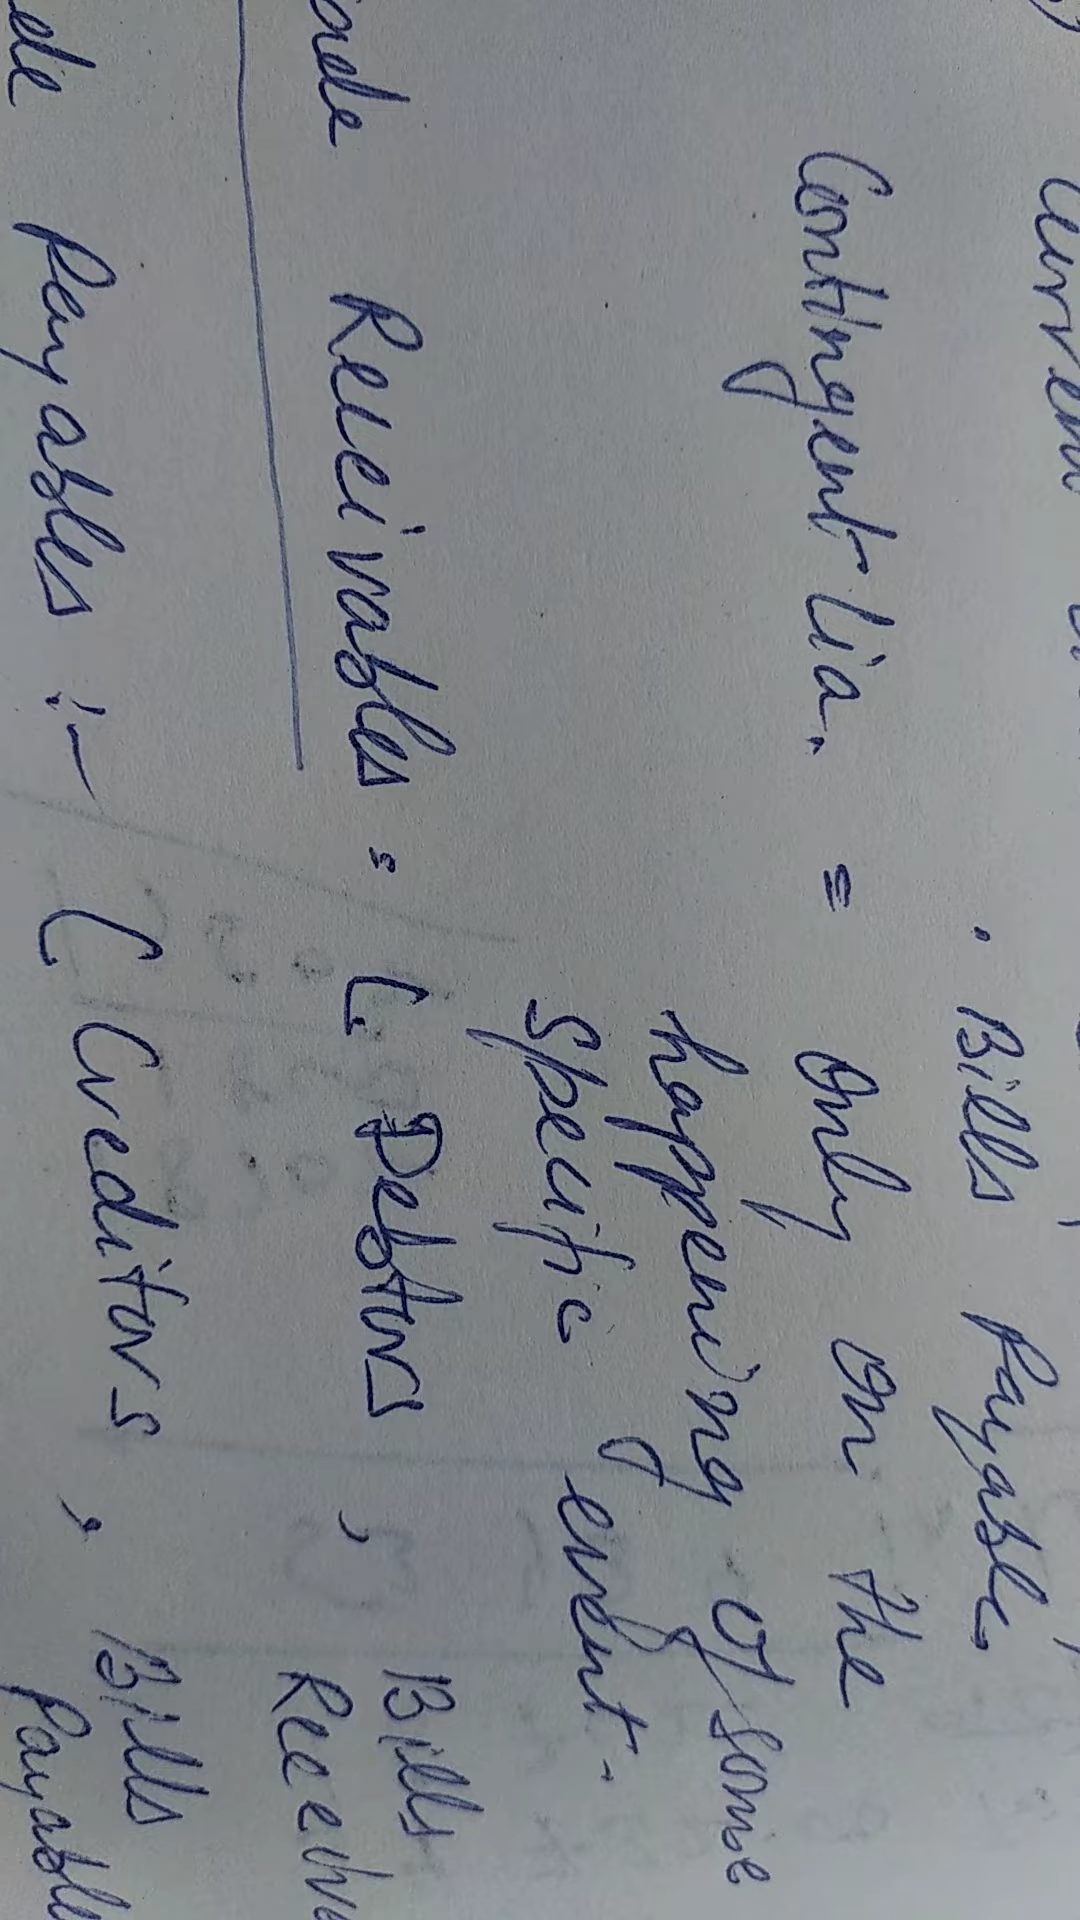 . Bills Payable
Contingent Lia. = Only on the
happening of some
specific event.
Receivables = ( Debtors , Bills
Payables :- ( Creditors , Bills
Payable